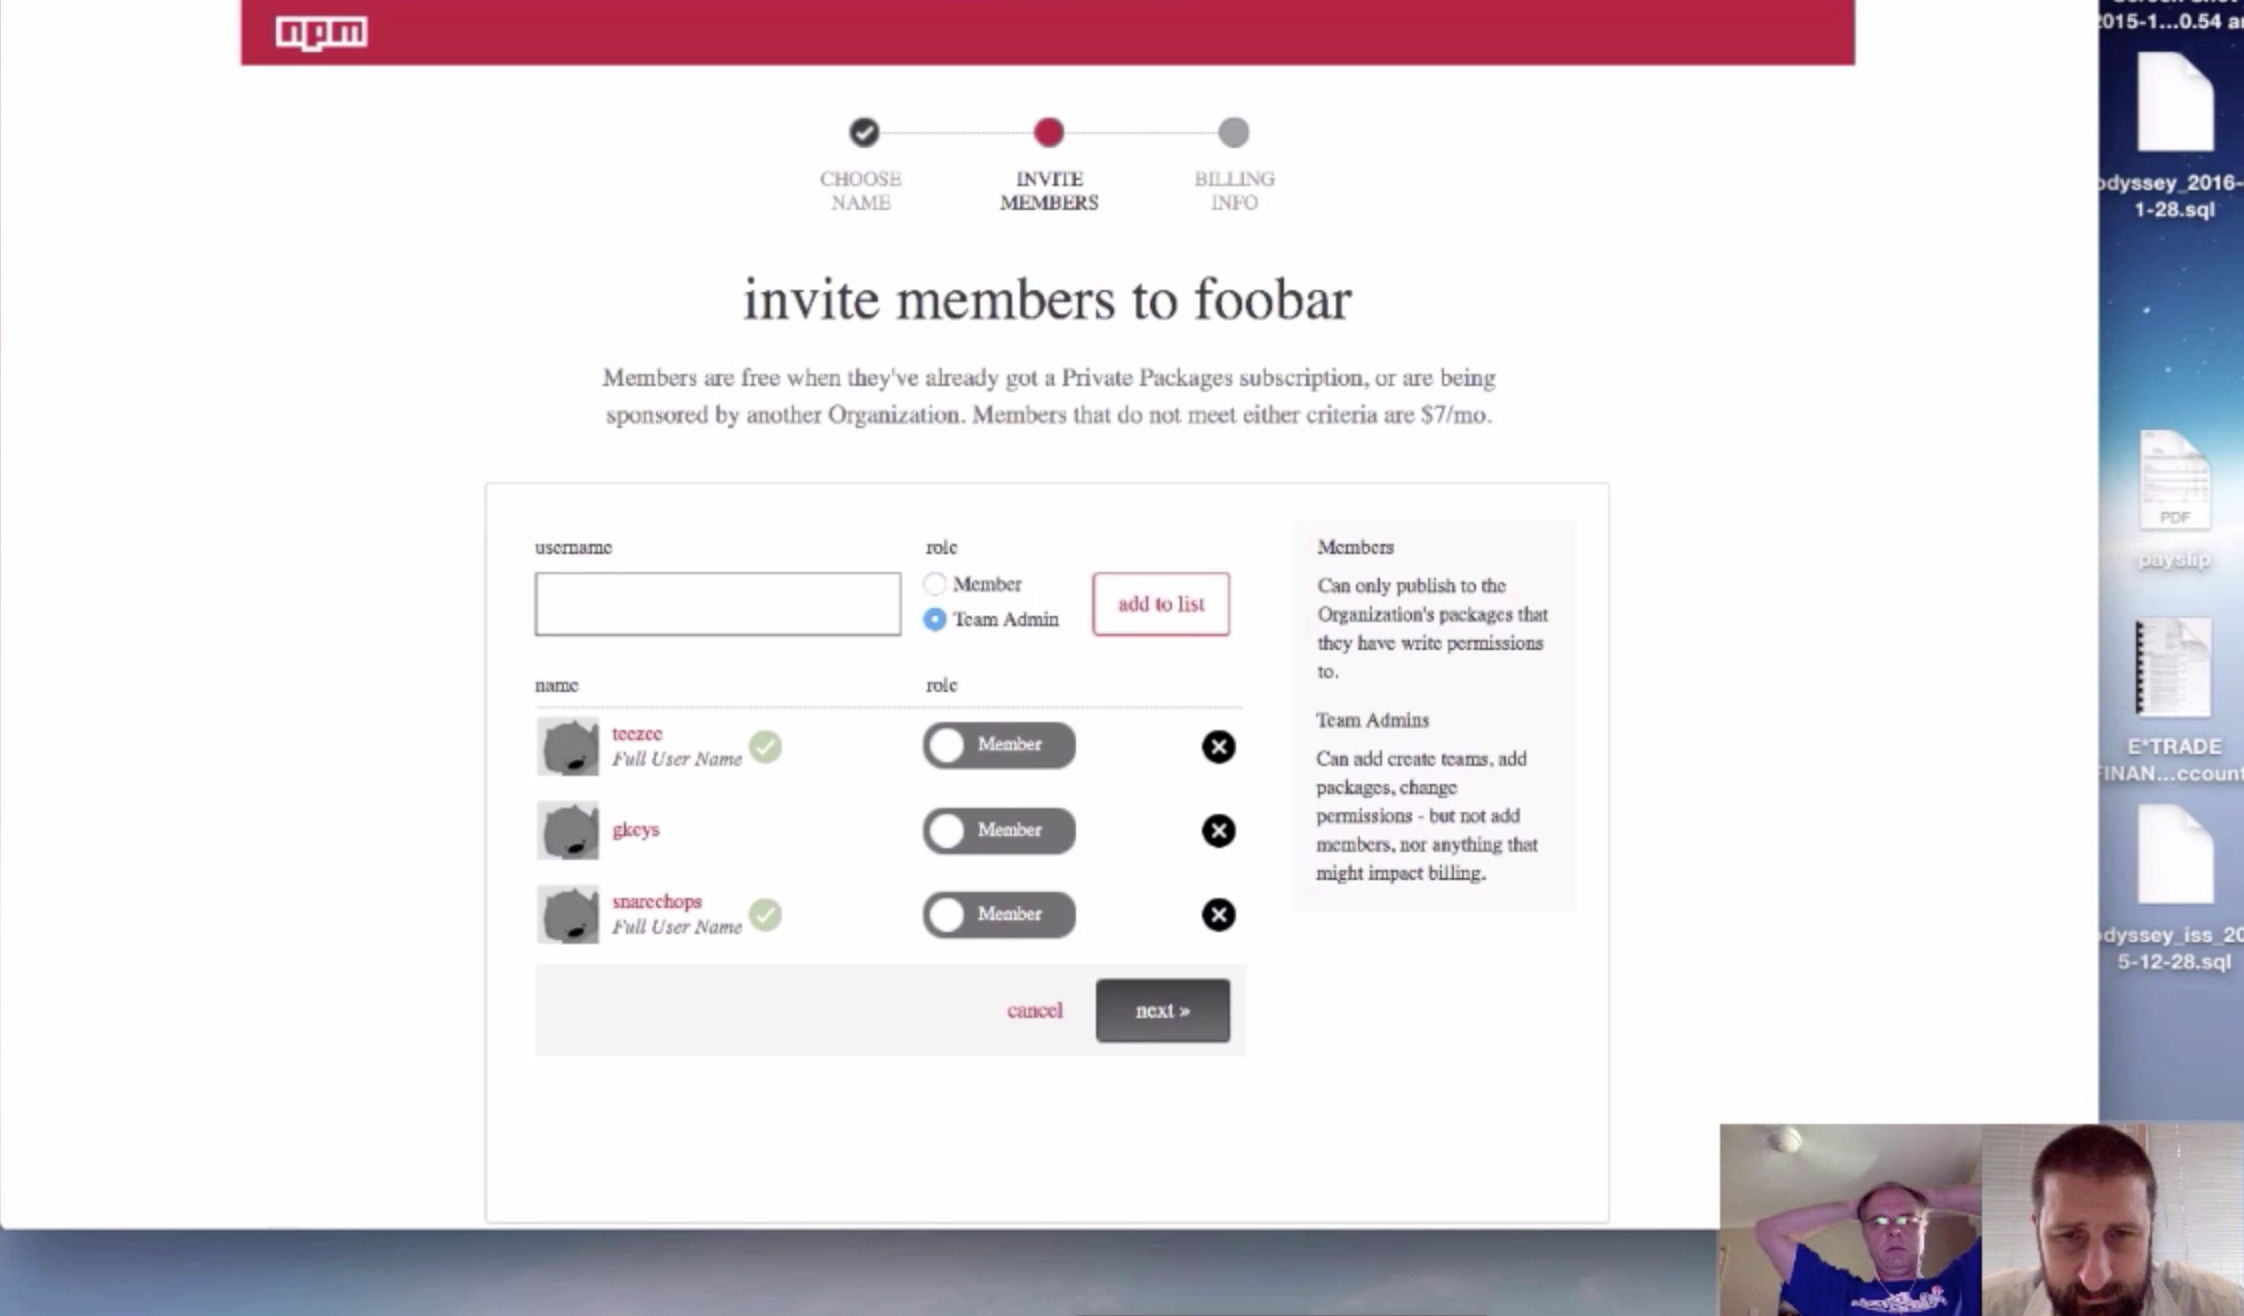 npm
2015-1...0.54 a
CHOOSE
NAME
INVITE
MEMBERS
BILLING
INFO
invite members to foobar
Members are free when they've already got a Private Packages subscription, or are being
sponsored by another Organization. Members that do not meet either criteria are $7/mo.
username
role
Member
Team Admin
add to list
name
role
teezee
Full User Name
Member
gkeys
Member
snarechops
Full User Name
Member
cancel
next »
Members
Can only publish to the
Organization's packages that
they have write permissions
to.
Team Admins
Can add create teams, add
packages, change
permissions - but not add
members, nor anything that
might impact billing.
odyssey_2016-
1-28.sql
PDF
payslip
E*TRADE
FINAN...ccount
odyssey_iss_20
5-12-28.sql